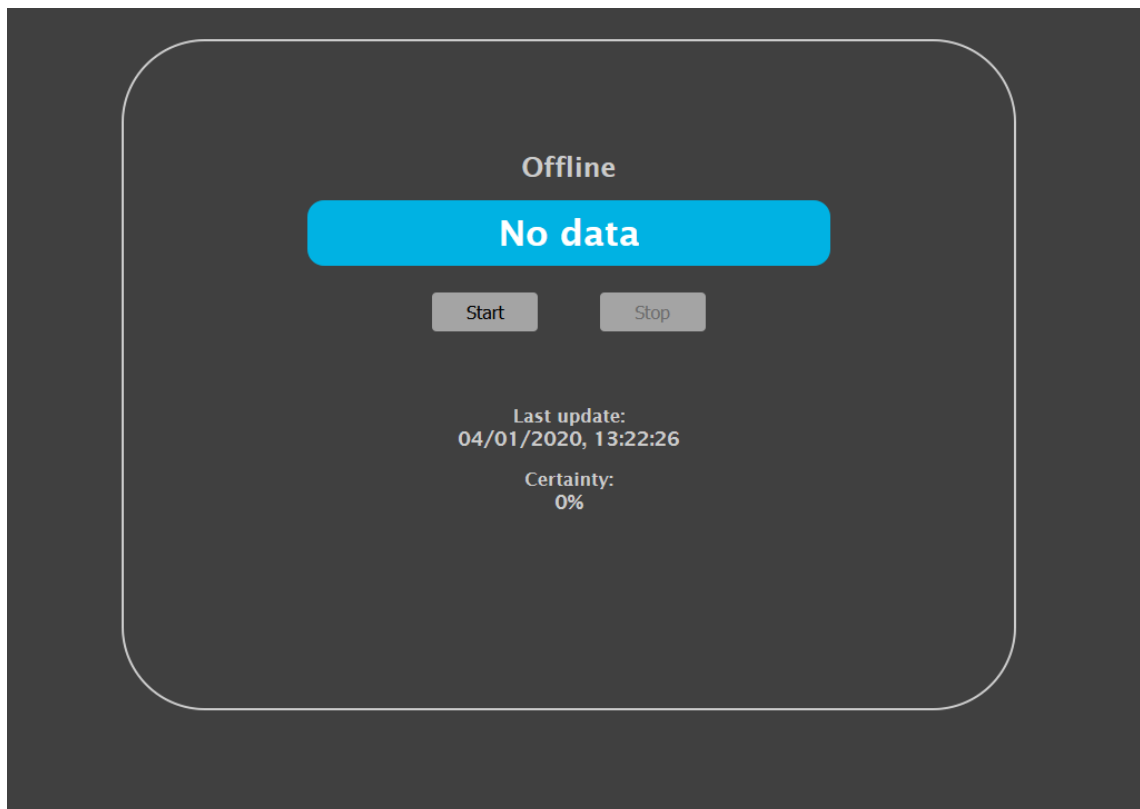 Offline
No data
Start Stop
Last update:
04/01/2020, 13:22:26
Certainty:
0%